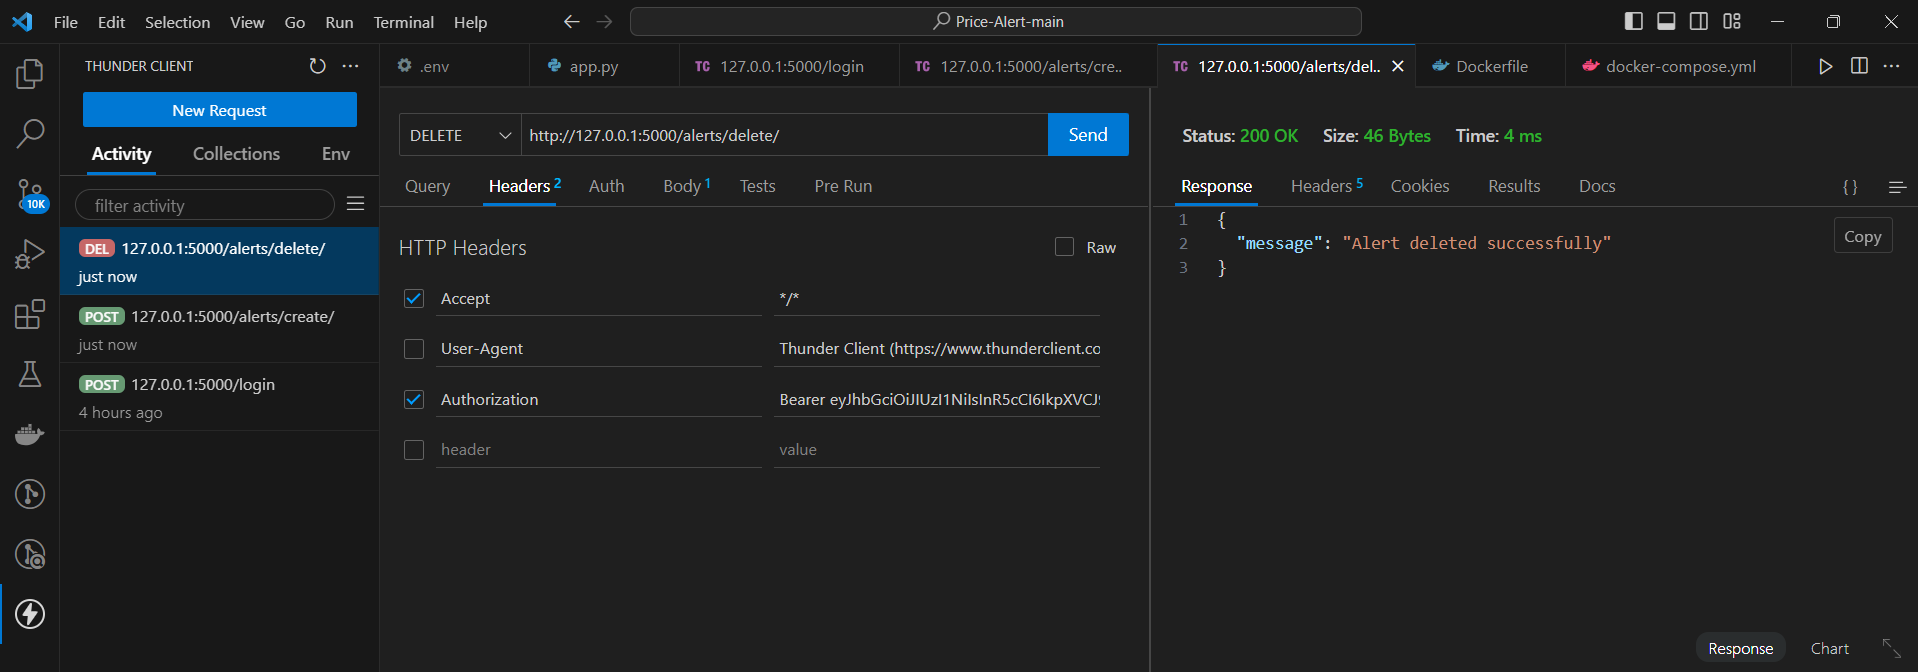 File Edit Selection View Go Run Terminal Help
Price-Alert-main
THUNDER CLIENT
New Request
Activity Collections Env
filter activity
DEL 127.0.0.1:5000/alerts/delete/
just now
POST 127.0.0.1:5000/alerts/create/
just now
POST 127.0.0.1:5000/login
4 hours ago
10K
.env
app.py
TC 127.0.0.1:5000/login
TC 127.0.0.1:5000/alerts/cre..
TC 127.0.0.1:5000/alerts/del..
Dockerfile
docker-compose.yml
DELETE http://127.0.0.1:5000/alerts/delete/ Send
Query Headers 2 Auth Body 1 Tests Pre Run
HTTP Headers Raw
Accept */*
User-Agent Thunder Client (https://www.thunderclient.co
Authorization Bearer eyJhbGciOiJIUzI1NiIsInR5cCI6IkpXVCJ9
header value
Status: 200 OK Size: 46 Bytes Time: 4 ms
Response Headers 5 Cookies Results Docs {}
1 {
2 "message": "Alert deleted successfully"
3 }
Copy
Response Chart